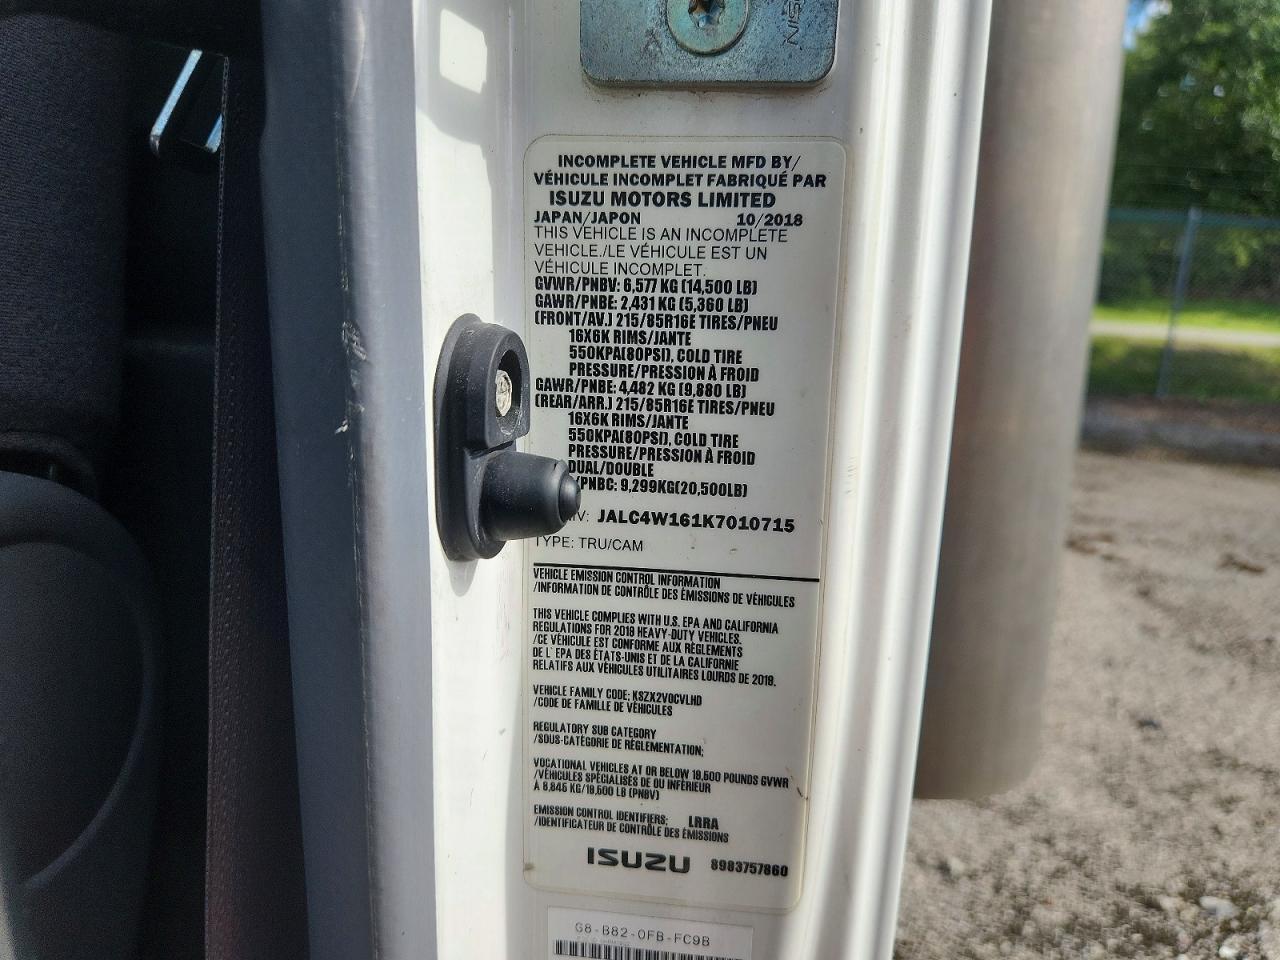 NISSIN
INCOMPLETE VEHICLE MFD BY/
VÉHICULE INCOMPLET FABRIQUÉ PAR
ISUZU MOTORS LIMITED
JAPAN/JAPON 10/2018
THIS VEHICLE IS AN INCOMPLETE
VEHICLE./LE VÉHICULE EST UN
VÉHICULE INCOMPLET.
GVWR/PNBV: 6,577 KG (14,500 LB)
GAWR/PNBE: 2,431 KG (5,360 LB)
(FRONT/AV.) 215/85R16E TIRES/PNEU
16X6K RIMS/JANTE
550KPA(80PSI), COLD TIRE
PRESSURE/PRESSION À FROID
GAWR/PNBE: 4,482 KG (9,880 LB)
(REAR/ARR.) 215/85R16E TIRES/PNEU
16X6K RIMS/JANTE
550KPA(80PSI), COLD TIRE
PRESSURE/PRESSION À FROID
DUAL/DOUBLE
/PNBC: 9,299KG(20,500LB)
IV: JALC4W161K7010715
TYPE: TRU/CAM
VEHICLE EMISSION CONTROL INFORMATION
/INFORMATION DE CONTRÔLE DES ÉMISSIONS DE VÉHICULES
THIS VEHICLE COMPLIES WITH U.S. EPA AND CALIFORNIA
REGULATIONS FOR 2018 HEAVY-DUTY VEHICLES.
/CE VÉHICULE EST CONFORME AUX RÈGLEMENTS
DE L' EPA DES ÉTATS-UNIS ET DE LA CALIFORNIE
RELATIFS AUX VÉHICULES UTILITAIRES LOURDS DE 2018.
VEHICLE FAMILY CODE: KSZX2VOCVLHD
/CODE DE FAMILLE DE VÉHICULES
REGULATORY SUB CATEGORY
/SOUS-CATÉGORIE DE RÉGLEMENTATION:
VOCATIONAL VEHICLES AT OR BELOW 19,500 POUNDS GVWR
/VÉHICULES SPÉCIALISÉS DE OU INFÉRIEUR
À 8,845 KG/19,500 LB (PNBV)
EMISSION CONTROL IDENTIFIERS: LRRA
/IDENTIFICATEUR DE CONTRÔLE DES ÉMISSIONS
ISUZU 8983757860
G8-B82-0FB-FC9B